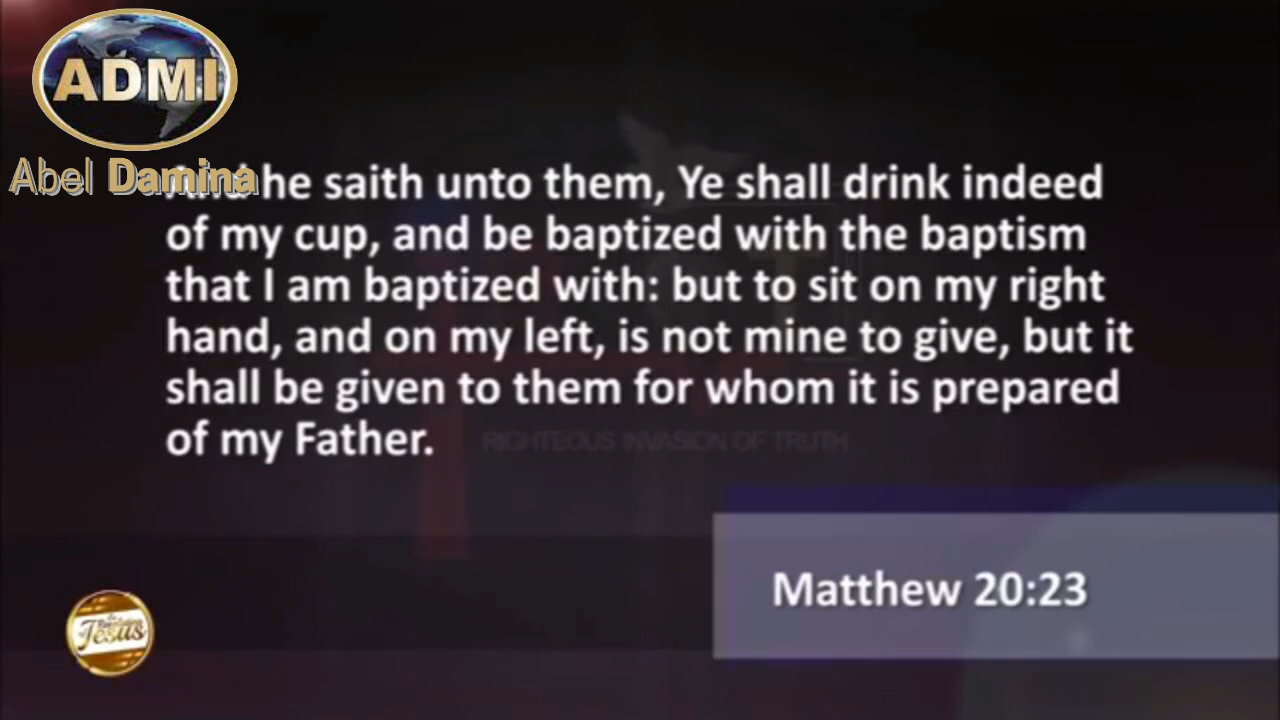 ADMI
Abel Damina
And he saith unto them, Ye shall drink indeed
of my cup, and be baptized with the baptism
that I am baptized with: but to sit on my right
hand, and on my left, is not mine to give, but it
shall be given to them for whom it is prepared
of my Father.
RIGHTEOUS INVASION OF TRUTH
Matthew 20:23
Jesus